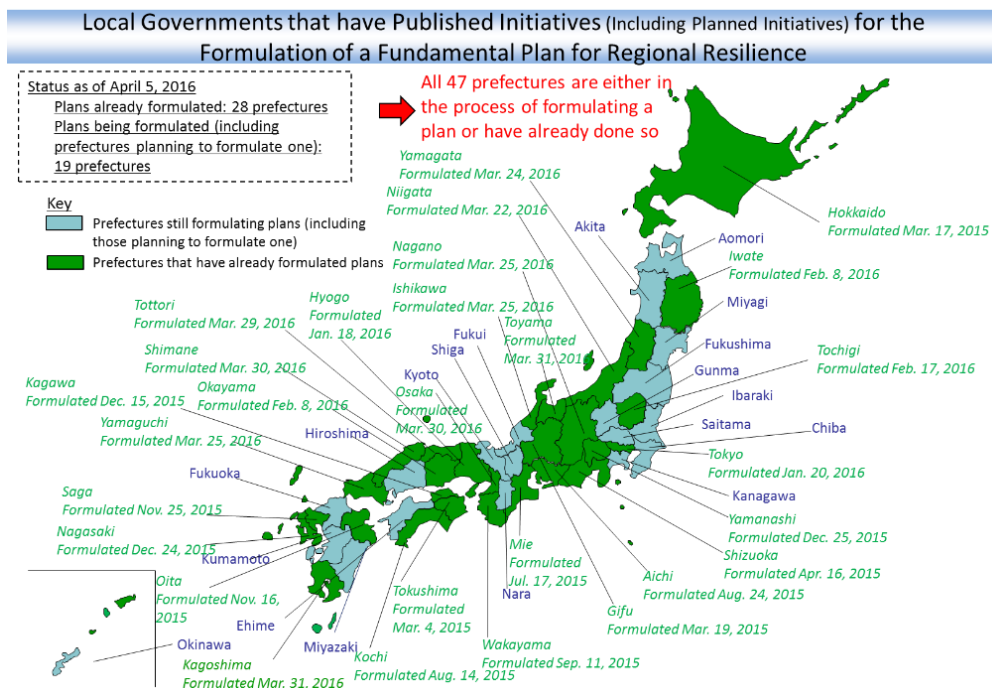 Local Governments that have Published Initiatives (Including Planned Initiatives) for the
Formulation of a Fundamental Plan for Regional Resilience
Status as of April 5, 2016
Plans already formulated: 28 prefectures
Plans being formulated (including
prefectures planning to formulate one):
19 prefectures
All 47 prefectures are either in
the process of formulating a
plan or have already done so
Key
Prefectures still formulating plans (including
those planning to formulate one)
Prefectures that have already formulated plans
Yamagata
Formulated Mar. 24, 2016
Niigata
Formulated Mar. 22, 2016
Nagano
Formulated
Mar. 25, 2016
Ishikawa
Formulated Mar. 25, 2016
Toyama
Formulated
Mar. 31, 2016
Akita
Hokkaido
Formulated Mar. 17, 2015
Aomori
Iwate
Formulated Feb. 8, 2016
Miyagi
Fukushima
Tochigi
Formulated Feb. 17, 2016
Gunma
Ibaraki
Saitama
Chiba
Tokyo
Formulated Jan. 20, 2016
Kanagawa
Yamanashi
Formulated Dec. 25, 2015
Shizuoka
Formulated Apr. 16, 2015
Aichi
Formulated Aug. 24, 2015
Gifu
Formulated Mar. 19, 2015
Mie
Formulated
Jul. 17, 2015
Nara
Wakayama
Formulated Sep. 11, 2015
Tottori
Formulated Mar. 29, 2016
Hyogo
Formulated
Jan. 18, 2016
Fukui
Shiga
Kyoto
Osaka
Formulated
Mar. 30, 2016
Shimane
Formulated Mar. 30, 2016
Kagawa
Formulated Dec. 15, 2015
Okayama
Formulated Feb. 8, 2016
Yamaguchi
Formulated Mar. 25, 2016
Hiroshima
Fukuoka
Saga
Formulated Nov. 25, 2015
Nagasaki
Formulated Dec. 24, 2015
Kumamoto
Oita
Formulated Nov. 16,
2015
Ehime
Okinawa
Kagoshima
Formulated Mar. 31, 2016
Miyazaki
Tokushima
Formulated
Mar. 4, 2015
Kochi
Formulated Aug. 14, 2015